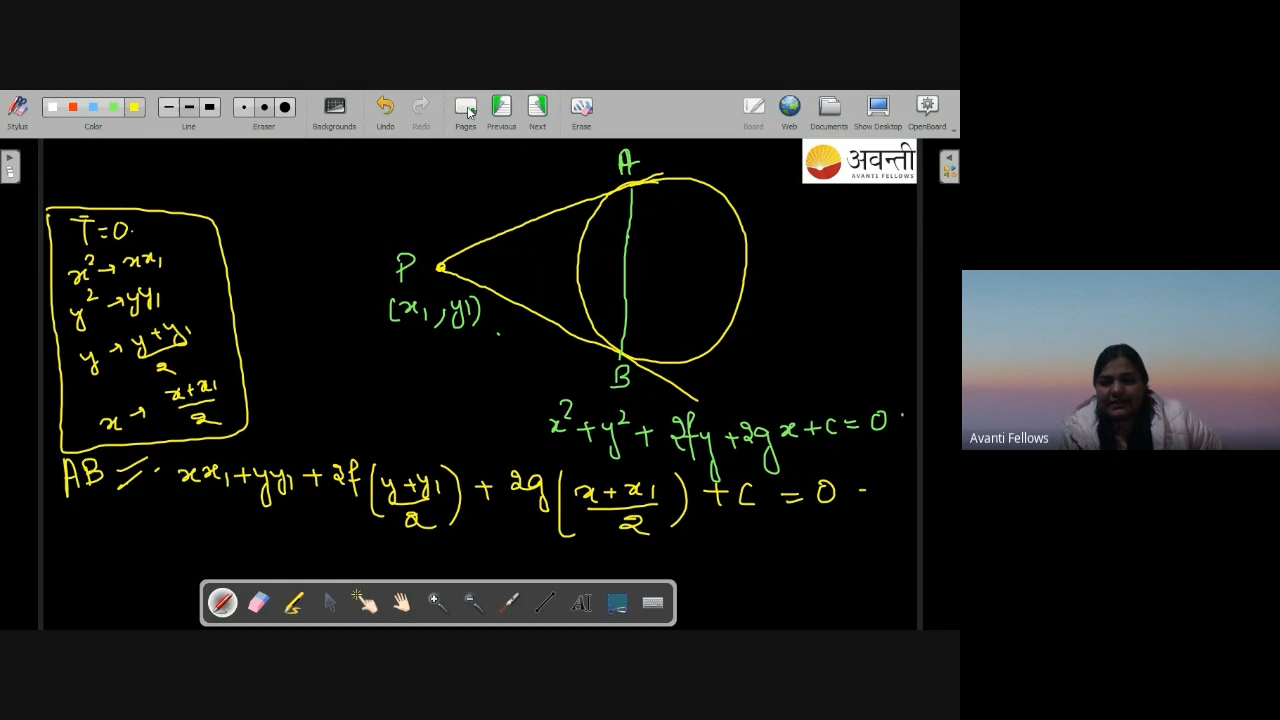 Stylus
Color
Line
Eraser
Backgrounds
Undo
Redo
Pages
Previous
Next
Erase
Board
Web
Documents
Show Desktop
OpenBoard
अवन्ती
AVANTI FELLOWS
A
T=0.
x² → xx₁
y² → yy₁
y → (y+y₁)/2
x → (x+x₁)/2
P
(x₁, y₁)
B
x² + y² + 2fy + 2gx + c = 0
AB = xx₁ + yy₁ + 2f((y+y₁)/2) + 2g((x+x₁)/2) + c = 0
Avanti Fellows